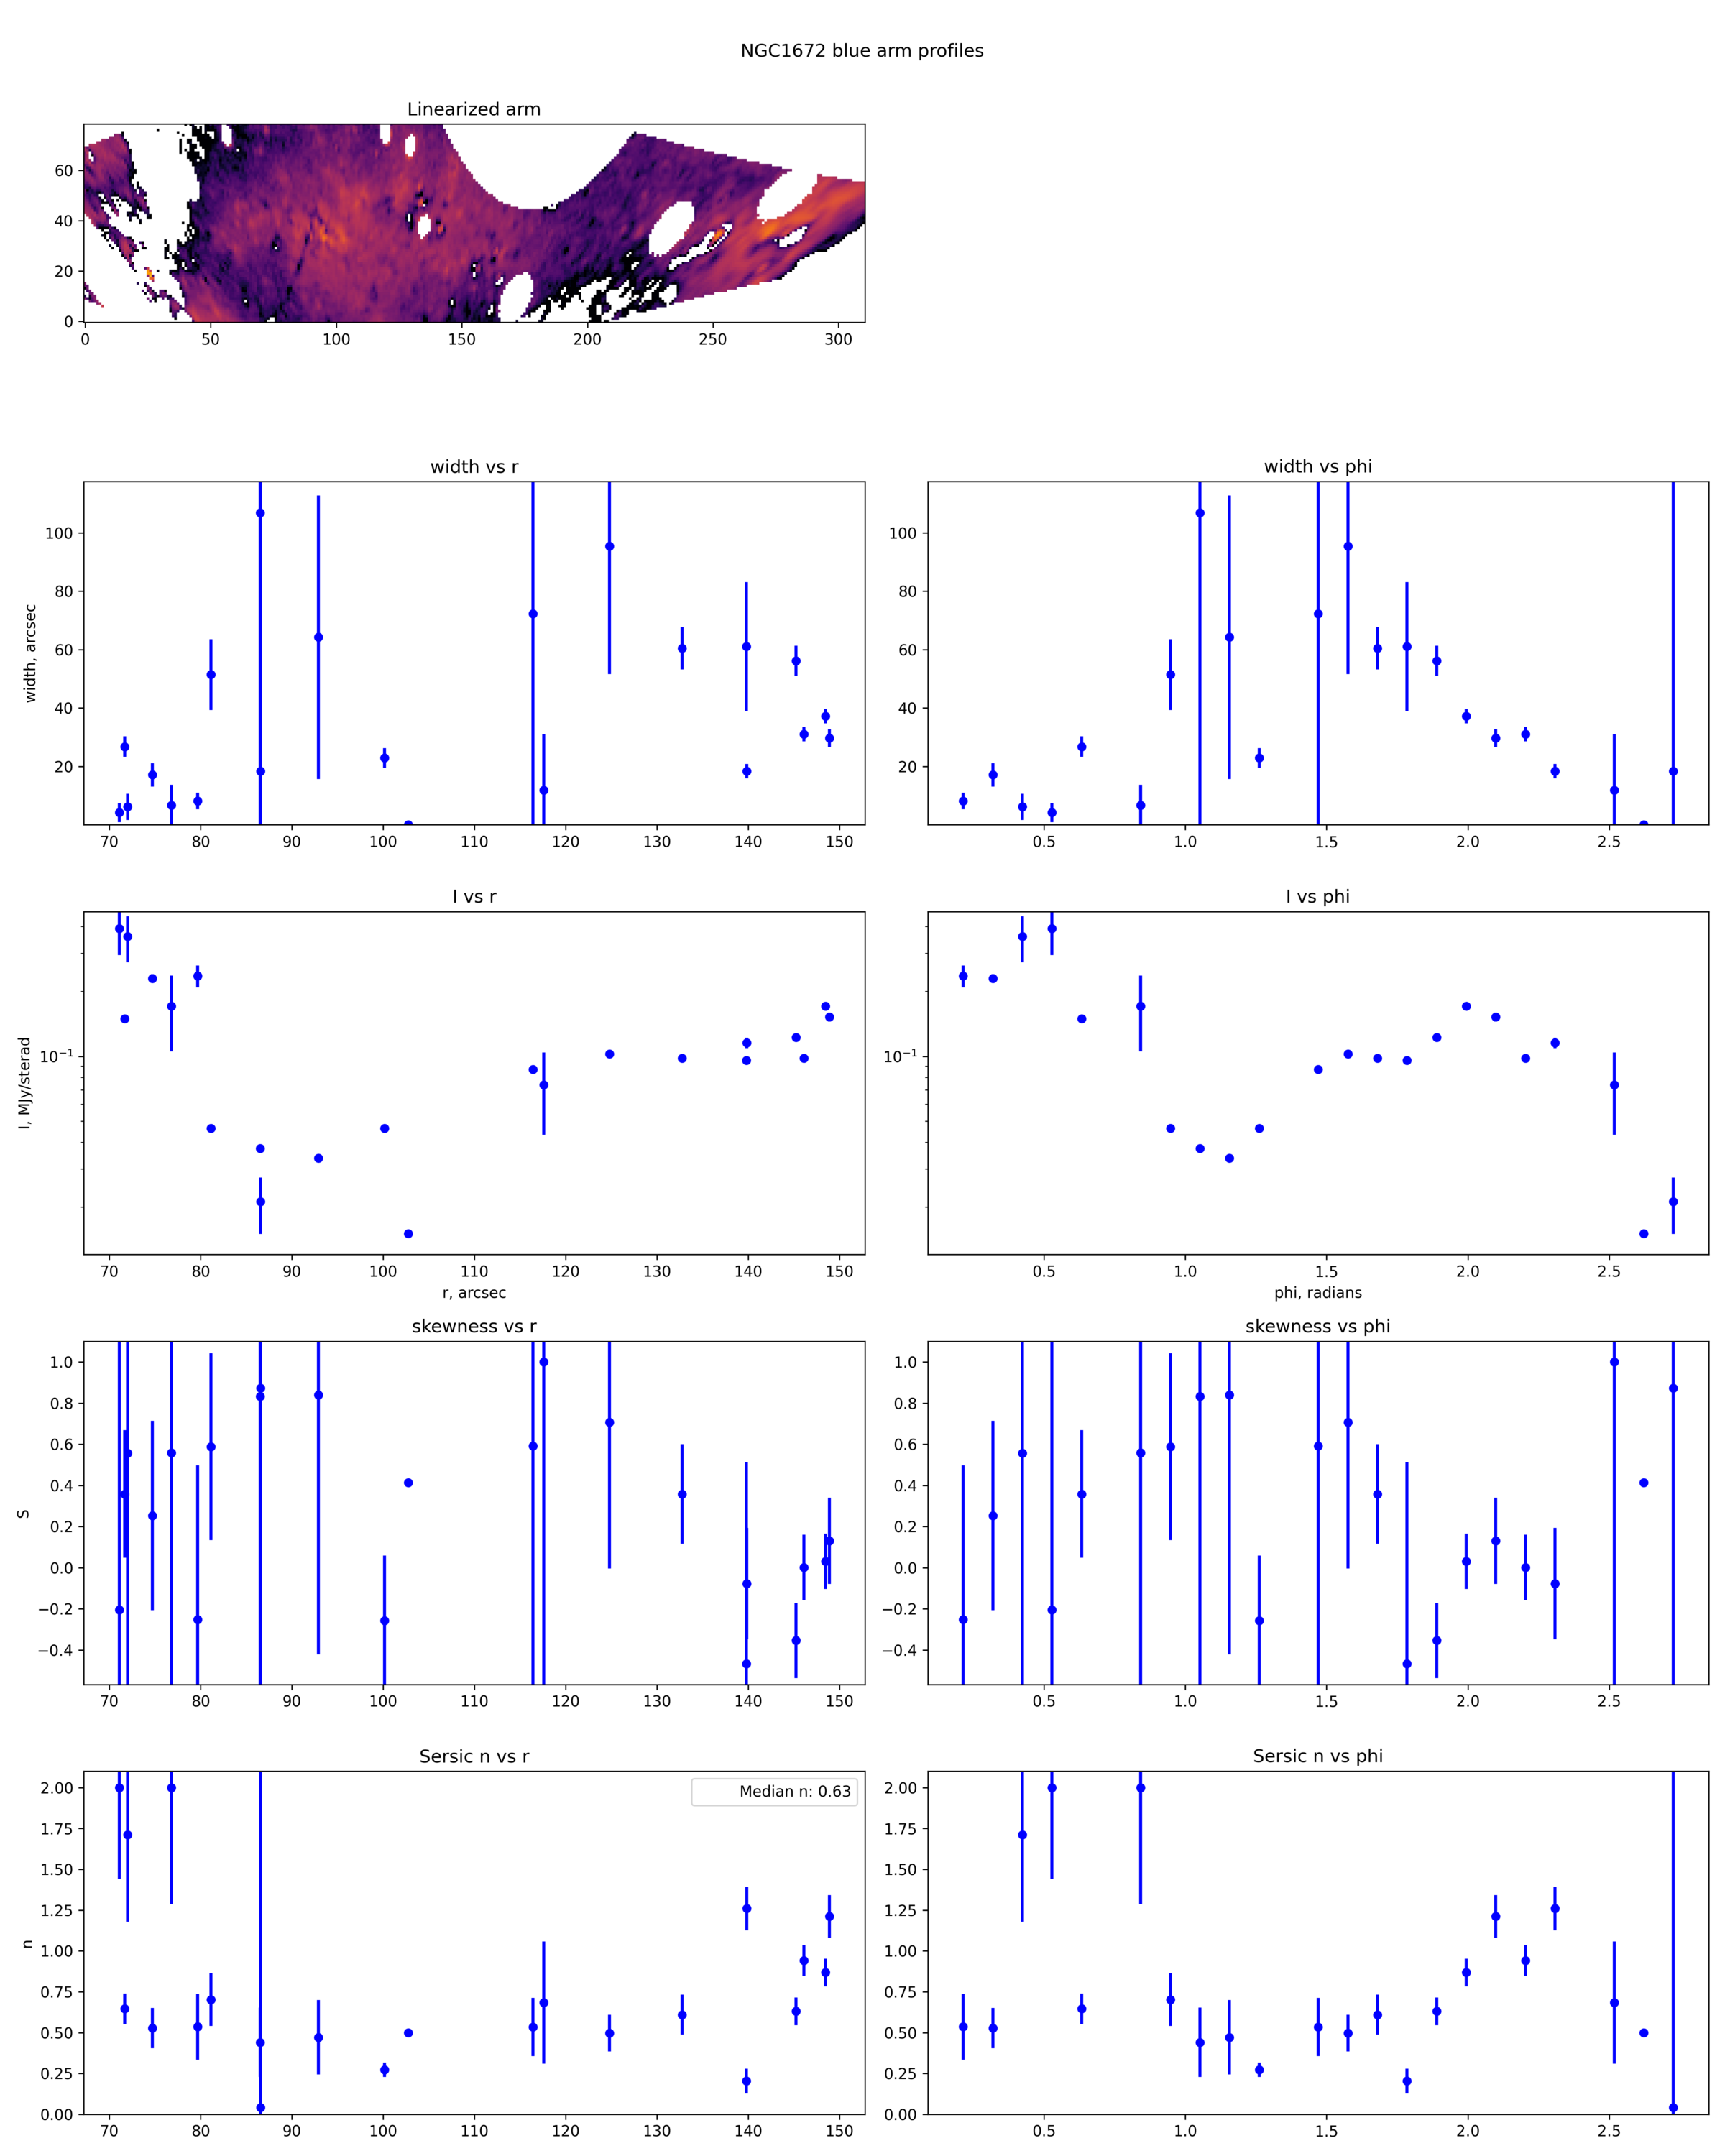 NGC1672 blue arm profiles
Linearized arm
60
40
20
0
0 50 100 150 200 250 300
width vs r
width vs phi
width, arcsec
100
80
60
40
20
70 80 90 100 110 120 130 140 150
100
80
60
40
20
0.5 1.0 1.5 2.0 2.5
I vs r
I vs phi
I, MJy/sterad
10⁻¹
70 80 90 100 110 120 130 140 150
r, arcsec
10⁻¹
0.5 1.0 1.5 2.0 2.5
phi, radians
skewness vs r
skewness vs phi
S
1.0
0.8
0.6
0.4
0.2
0.0
−0.2
−0.4
70 80 90 100 110 120 130 140 150
1.0
0.8
0.6
0.4
0.2
0.0
−0.2
−0.4
0.5 1.0 1.5 2.0 2.5
Sersic n vs r
Sersic n vs phi
Median n: 0.63
n
2.00
1.75
1.50
1.25
1.00
0.75
0.50
0.25
0.00
70 80 90 100 110 120 130 140 150
2.00
1.75
1.50
1.25
1.00
0.75
0.50
0.25
0.00
0.5 1.0 1.5 2.0 2.5